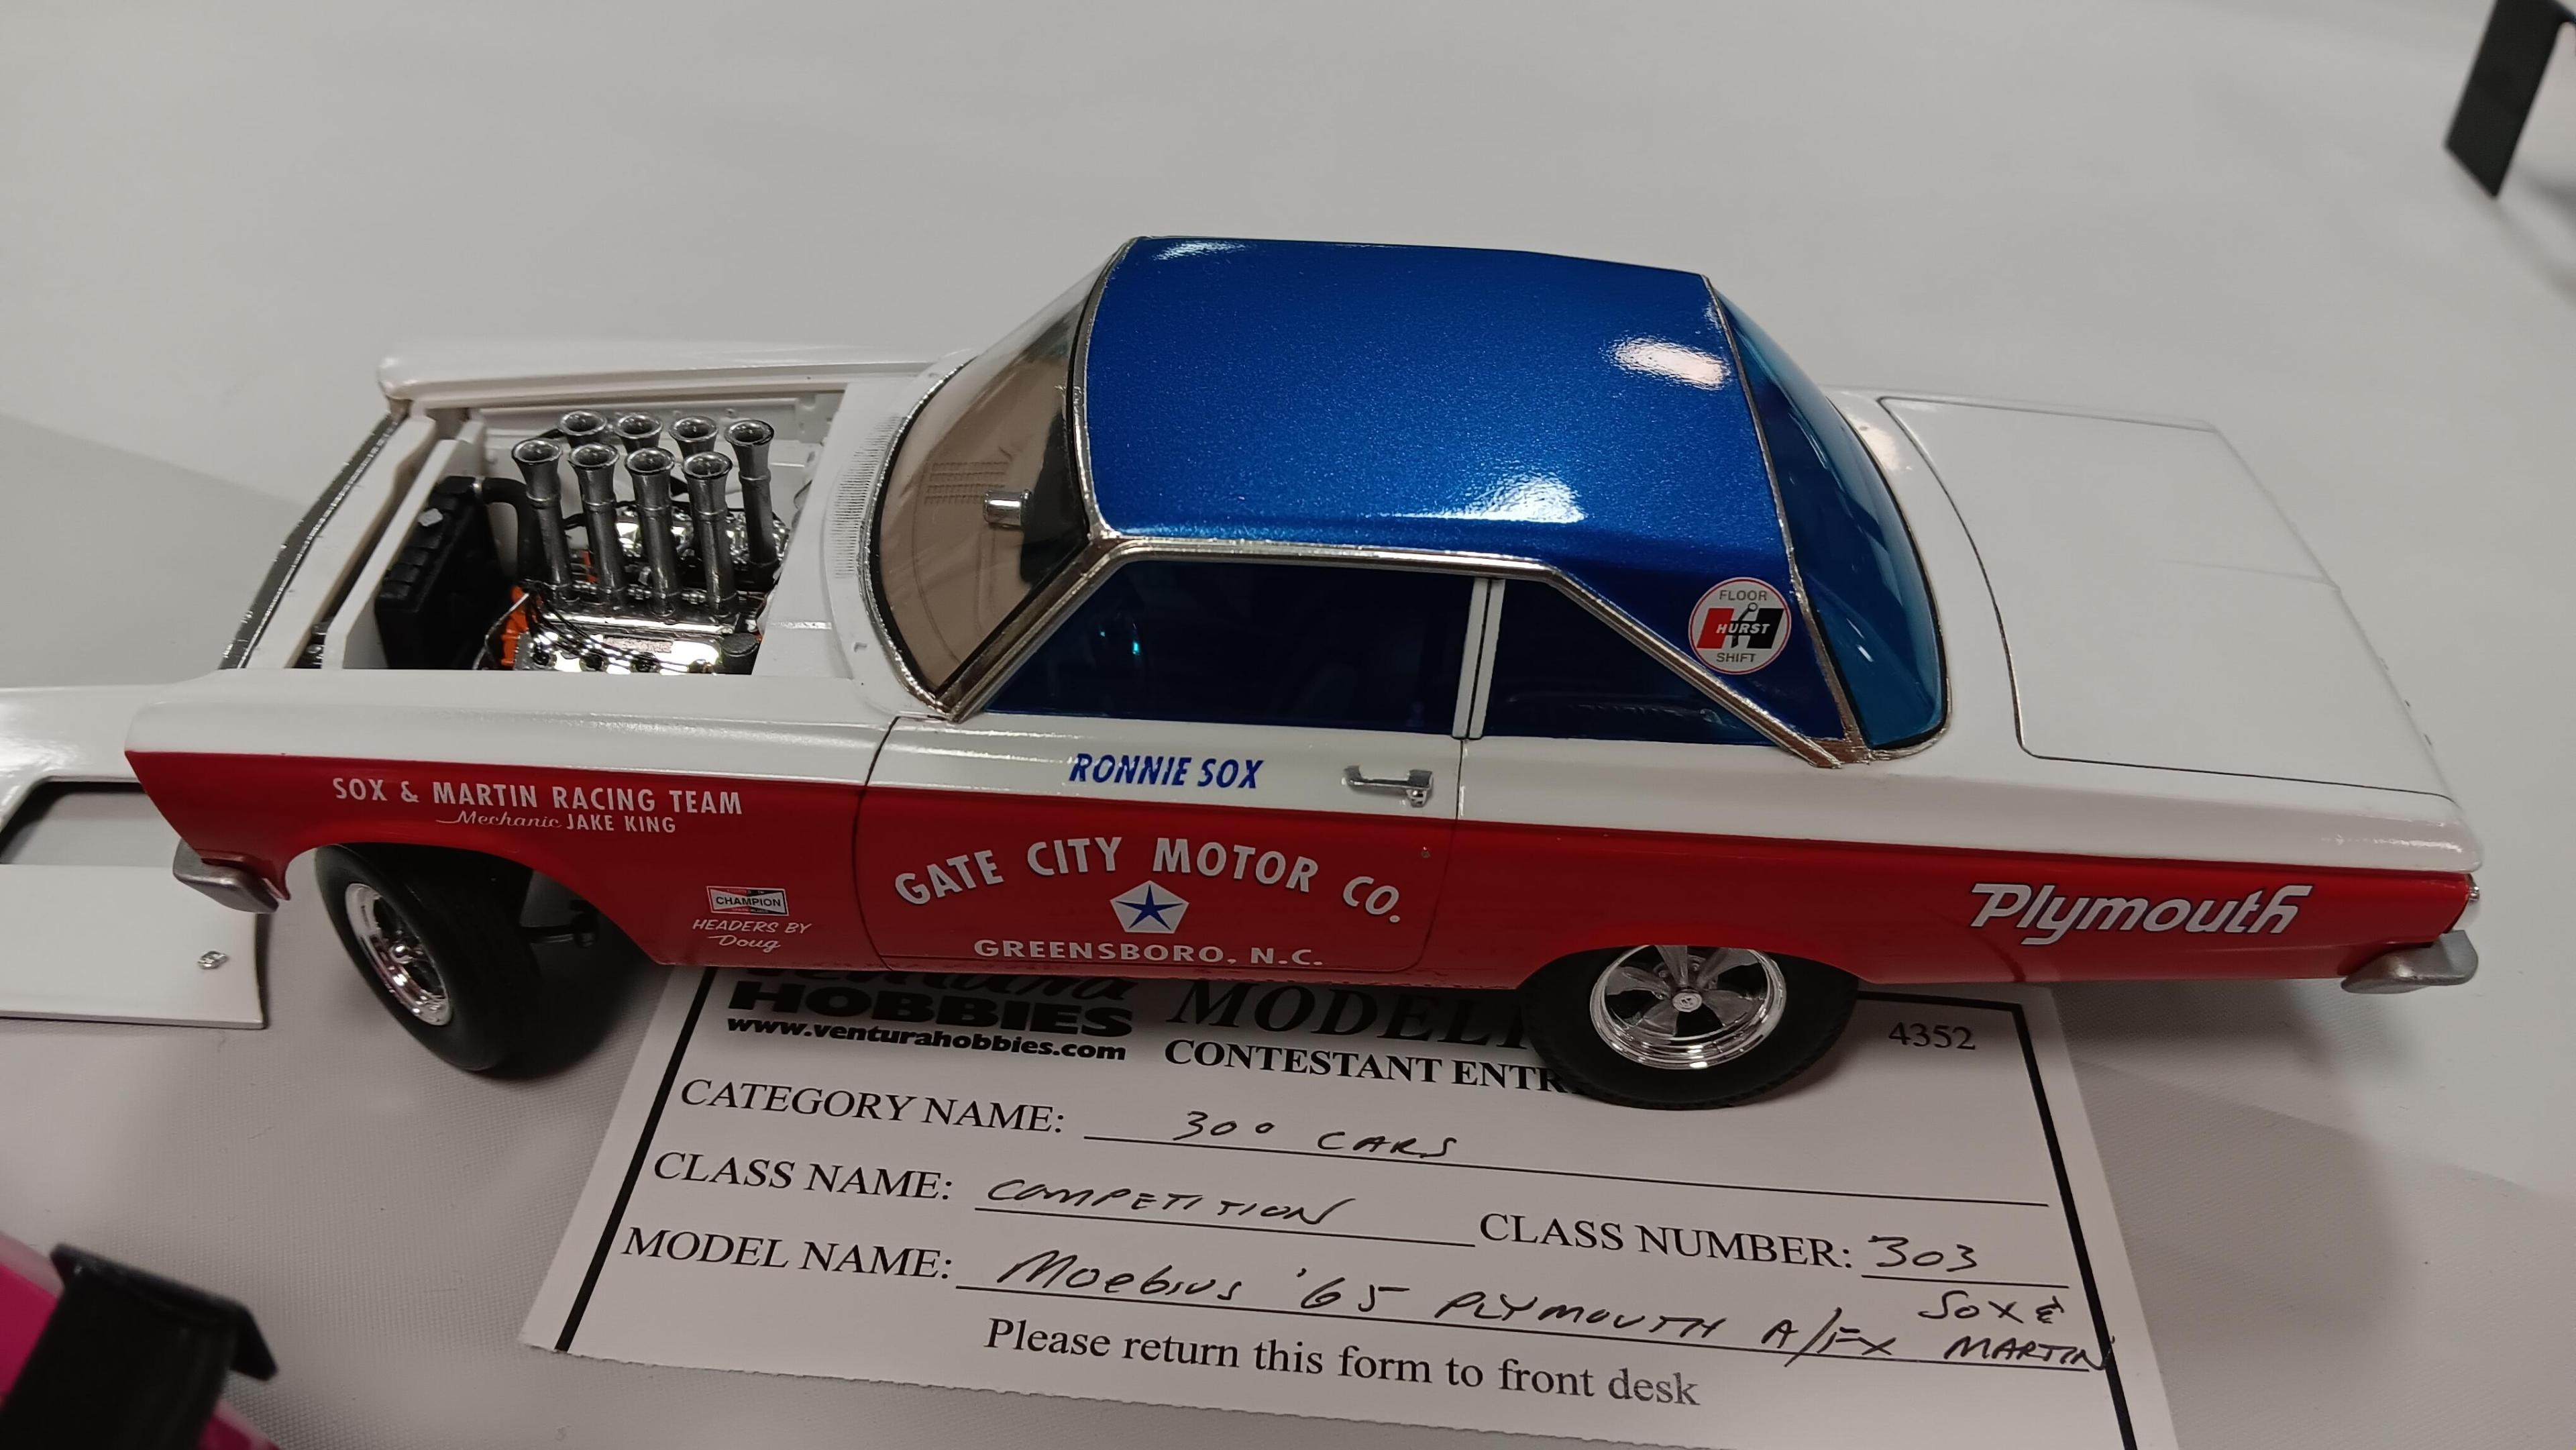 FLOOR
HURST
SHIFT
RONNIE SOX
SOX & MARTIN RACING TEAM
Mechanic JAKE KING
CHAMPION
HEADERS BY
Doug
GATE CITY MOTOR CO.
GREENSBORO, N.C.
Plymouth
HOBBIES
www.venturahobbies.com
4352
CONTESTANT
CATEGORY NAME: 300 CARS
CLASS NAME: COMPETITION CLASS NUMBER: 303
MODEL NAME: Moebius '65 PLYMOUTH A/FX SOX &
MARTIN
Please return this form to front desk